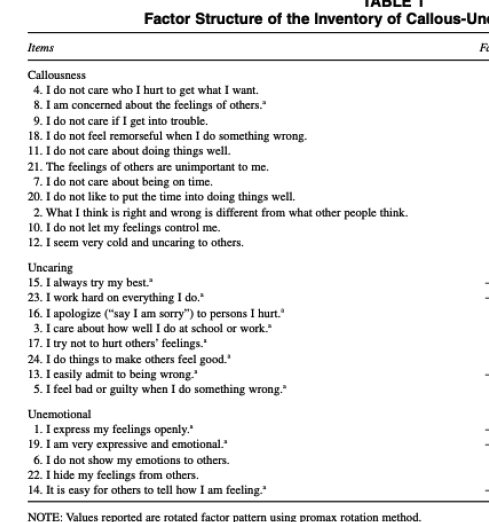 TABLE 1
Factor Structure of the Inventory of Callous-Un
Items
Callousness
4. I do not care who I hurt to get what I want.
8. I am concerned about the feelings of others.ª
9. I do not care if I get into trouble.
18. I do not feel remorseful when I do something wrong.
11. I do not care about doing things well.
21. The feelings of others are unimportant to me.
7. I do not care about being on time.
20. I do not like to put the time into doing things well.
2. What I think is right and wrong is different from what other people think.
10. I do not let my feelings control me.
12. I seem very cold and uncaring to others.
Uncaring
15. I always try my best.ª
23. I work hard on everything I do.ª
16. I apologize (“say I am sorry”) to persons I hurt.ª
3. I care about how well I do at school or work.ª
17. I try not to hurt others’ feelings.ª
24. I do things to make others feel good.ª
13. I easily admit to being wrong.ª
5. I feel bad or guilty when I do something wrong.ª
Unemotional
1. I express my feelings openly.ª
19. I am very expressive and emotional.ª
6. I do not show my emotions to others.
22. I hide my feelings from others.
14. It is easy for others to tell how I am feeling.ª
NOTE: Values reported are rotated factor pattern using promax rotation method.